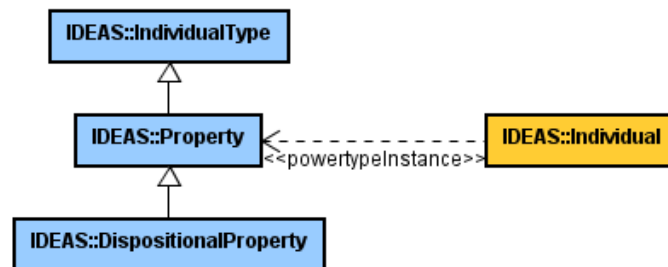 IDEAS::IndividualType
IDEAS::Property
IDEAS::Individual
<<powertypeInstance>>
IDEAS::DispositionalProperty